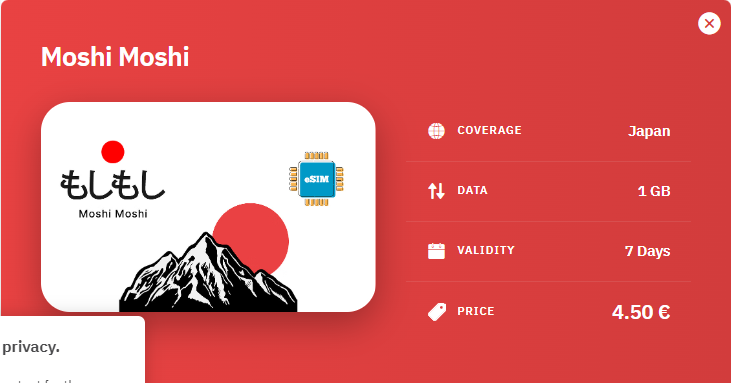 Moshi Moshi
もしもし
Moshi Moshi
eSIM
COVERAGE Japan
DATA 1 GB
VALIDITY 7 Days
PRICE 4.50 €
privacy.